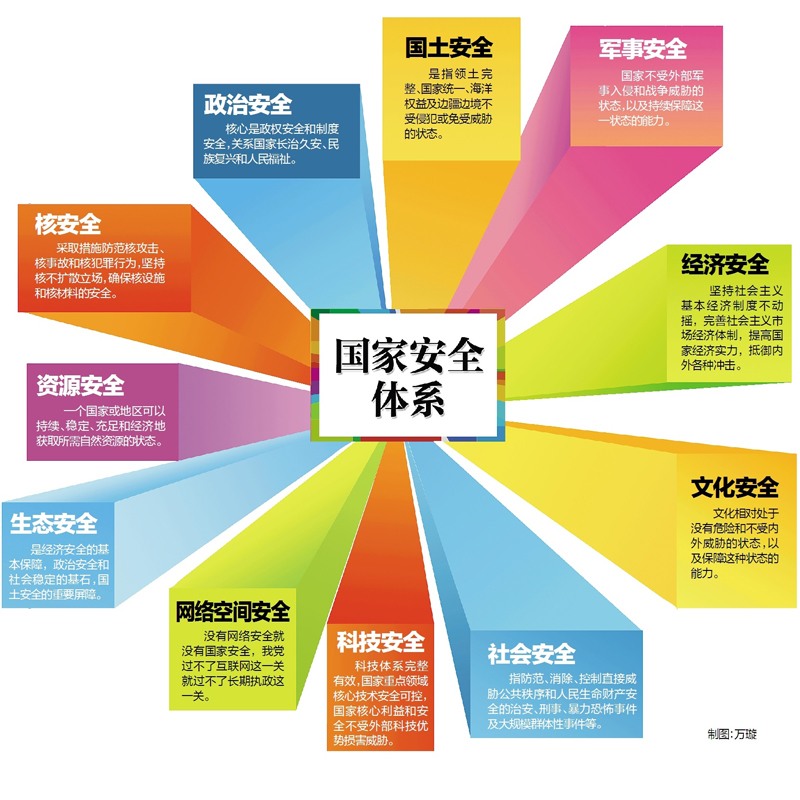 国土安全
是指领土完
整、国家统一、海洋
权益及边疆边境不
受侵犯或免受威胁
的状态。
军事安全
国家不受外部军
事入侵和战争威胁的
状态，以及持续保障这
一状态的能力。
政治安全
核心是政权安全和制度
安全，关系国家长治久安、民
族复兴和人民福祉。
核安全
采取措施防范核攻击、
核事故和核犯罪行为，坚持
核不扩散立场，确保核设施
和核材料的安全。
经济安全
坚持社会主义
基本经济制度不动
摇，完善社会主义市
场经济体制，提高国
家经济实力，抵御内
外各种冲击。
国家安全
体系
资源安全
一个国家或地区可以
持续、稳定、充足和经济地
获取所需自然资源的状态。
文化安全
文化相对处于
没有危险和不受内
外威胁的状态，以
及保障这种状态的
能力。
生态安全
是经济安全的基
本保障，政治安全和
社会稳定的基石，国
土安全的重要屏障。
网络空间安全
没有网络安全就
没有国家安全，我党
过不了互联网这一关
就过不了长期执政这
一关。
科技安全
科技体系完整
有效，国家重点领域
核心技术安全可控，
国家核心利益和安
全不受外部科技优
势损害威胁。
社会安全
指防范、消除、控制直接威
胁公共秩序和人民生命财产安
全的治安、刑事、暴力恐怖事件
及大规模群体性事件等。
制图：万璇